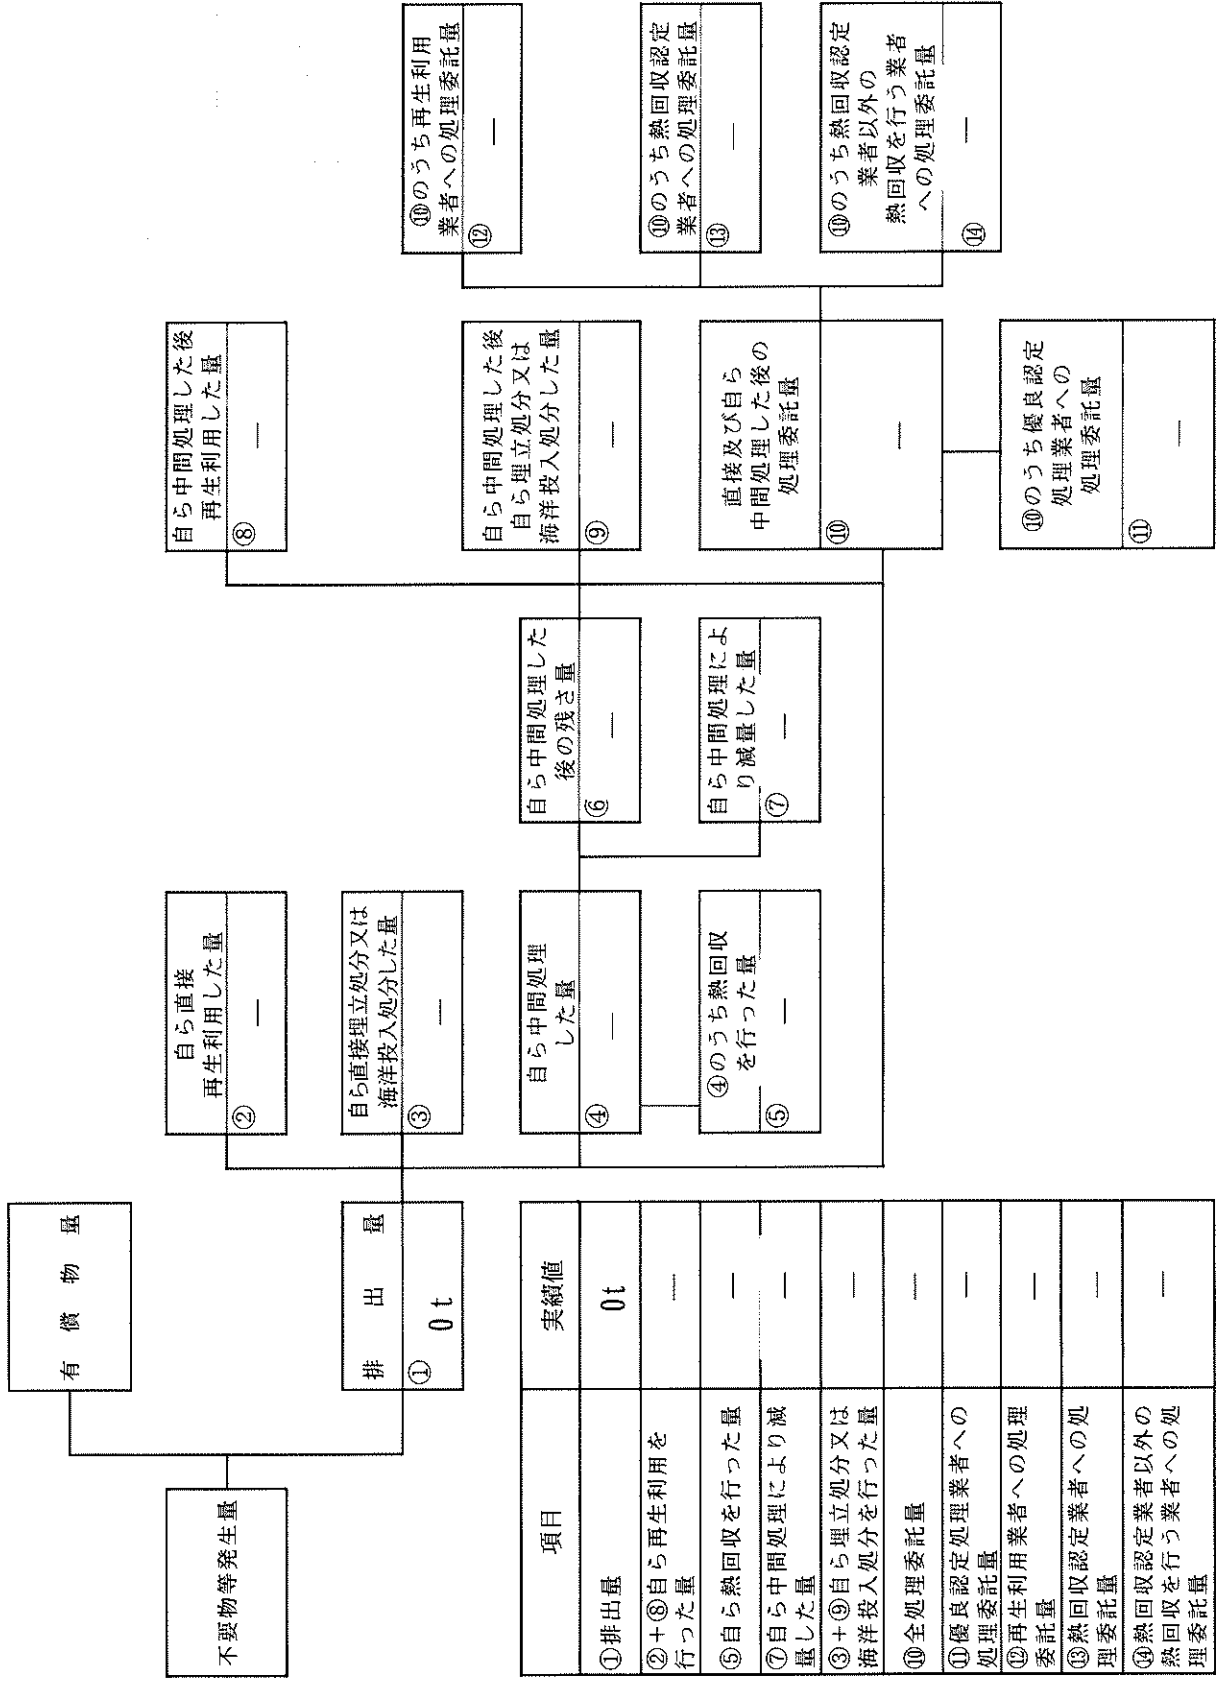 不要物等発生量
有償物量
排出量
①
0t
自ら直接
再生利用した量
②
—
自ら直接埋立処分又は
海洋投入処分した量
③
—
自ら中間処理
した量
④
—
④のうち熱回収
を行った量
⑤
—
自ら中間処理した
後の残さ量
⑥
—
自ら中間処理によ
り減量した量
⑦
—
自ら中間処理した後
再生利用した量
⑧
—
自ら中間処理した後
自ら埋立処分又は
海洋投入処分した量
⑨
—
直接及び自ら
中間処理した後の
処理委託量
⑩
—
⑩のうち優良認定
処理業者への
処理委託量
⑪
—
⑩のうち再生利用
業者への処理委託量
⑫
—
⑩のうち熱回収認定
業者への処理委託量
⑬
—
⑩のうち熱回収認定
業者以外の
熱回収を行う業者
への処理委託量
⑭
—
項目 実績値
①排出量 0t
②+⑧自ら再生利用を
行った量 —
⑤自ら熱回収を行った量 —
⑦自ら中間処理により減
量した量 —
③+⑨自ら埋立処分又は
海洋投入処分を行った量 —
⑩全処理委託量 —
⑪優良認定処理業者への
処理委託量 —
⑫再生利用業者への処理
委託量 —
⑬熱回収認定業者への処
理委託量 —
⑭熱回収認定業者以外の
熱回収を行う業者への処
理委託量 —